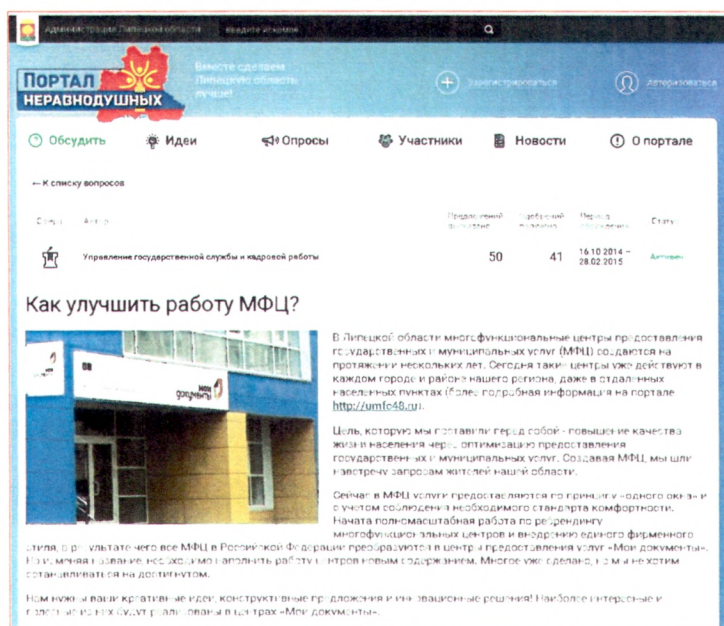 Администрация Липецкой области
введите искомое
ПОРТАЛ
НЕРАВНОДУШНЫХ
Вместе сделаем
Липецкую область
лучше!
Зарегистрироваться
Авторизоваться
Обсудить Идеи Опросы Участники Новости О портале
← К списку вопросов
Сфера Автор Предложений Одобрений Период Статус
Управление государственной службы и кадровой работы 50 41 16.10.2014 – 28.02.2015 Активен
Как улучшить работу МФЦ?
мои
документы
В Липецкой области многофункциональные центры предоставления
государственных и муниципальных услуг (МФЦ) создаются на
протяжении нескольких лет. Сегодня такие центры уже действуют в
каждом городе и районе нашего региона, даже в отдаленных
населенных пунктах (более подробная информация на портале
http://umfc48.ru).
Цель, которую мы поставили перед собой - повышение качества
жизни населения через оптимизацию предоставления
государственных и муниципальных услуг. Создавая МФЦ, мы шли
навстречу запросам жителей нашей области.
Сейчас в МФЦ услуги предоставляются по принципу «одного окна» и
с учетом соблюдения необходимого стандарта комфортности.
Начата полномасштабная работа по ребрендингу
многофункциональных центров и внедрению единого фирменного
стиля, в результате чего все МФЦ в Российской Федерации преобразуются в центры предоставления услуг «Мои документы».
Но и, меняя название, необходимо наполнить работу центров новым содержанием. Многое уже сделано, но мы не хотим
останавливаться на достигнутом.
Нам нужны ваши креативные идеи, конструктивные предложения и инновационные решения! Наиболее интересные и
полезные из них будут реализованы в центрах «Мои документы».